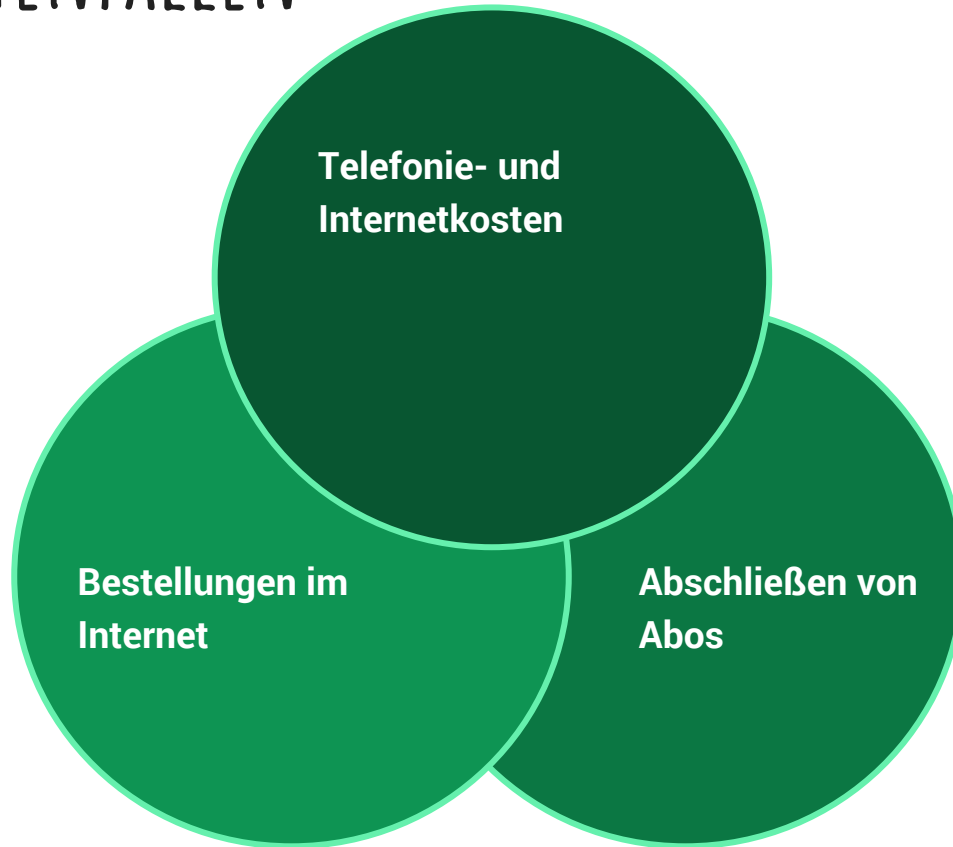 Telefonie- und
Internetkosten
Bestellungen im
Internet
Abschließen von
Abos